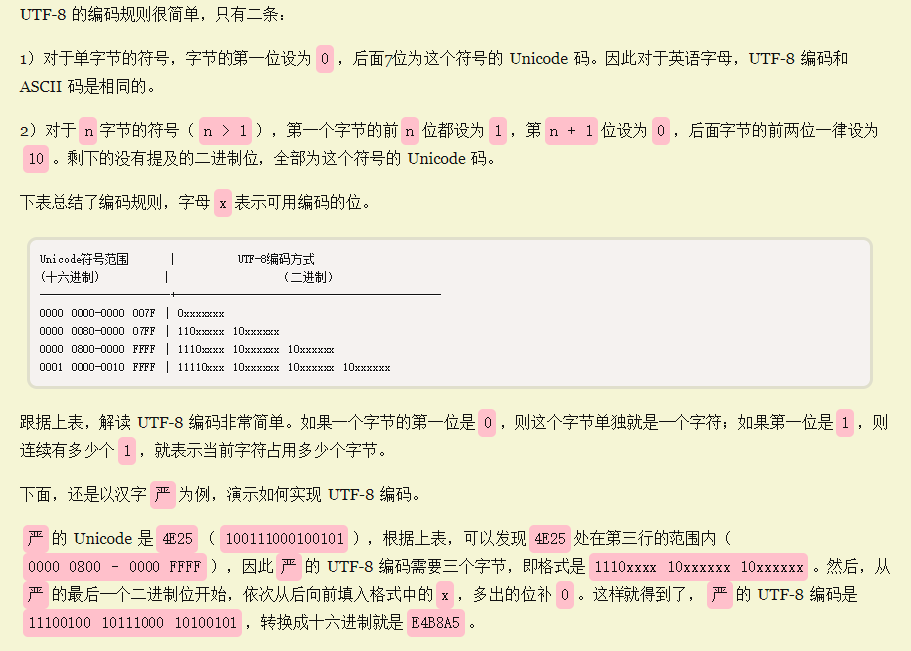 UTF-8 的编码规则很简单，只有二条：
1）对于单字节的符号，字节的第一位设为 0 ，后面7位为这个符号的 Unicode 码。因此对于英语字母，UTF-8 编码和
ASCII 码是相同的。
2）对于 n 字节的符号（ n > 1 ），第一个字节的前 n 位都设为 1 ，第 n + 1 位设为 0 ，后面字节的前两位一律设为
10 。剩下的没有提及的二进制位，全部为这个符号的 Unicode 码。
下表总结了编码规则，字母 x 表示可用编码的位。
Unicode符号范围 | UTF-8编码方式
(十六进制) | （二进制）
----------------------+---------------------------------------------
0000 0000-0000 007F | 0xxxxxxx
0000 0080-0000 07FF | 110xxxxx 10xxxxxx
0000 0800-0000 FFFF | 1110xxxx 10xxxxxx 10xxxxxx
0001 0000-0010 FFFF | 11110xxx 10xxxxxx 10xxxxxx 10xxxxxx
跟据上表，解读 UTF-8 编码非常简单。如果一个字节的第一位是 0 ，则这个字节单独就是一个字符；如果第一位是 1 ，则
连续有多少个 1 ，就表示当前字符占用多少个字节。
下面，还是以汉字 严 为例，演示如何实现 UTF-8 编码。
严 的 Unicode 是 4E25 （ 100111000100101 ），根据上表，可以发现 4E25 处在第三行的范围内（
0000 0800 - 0000 FFFF ），因此 严 的 UTF-8 编码需要三个字节，即格式是 1110xxxx 10xxxxxx 10xxxxxx 。然后，从
严 的最后一个二进制位开始，依次从后向前填入格式中的 x ，多出的位补 0 。这样就得到了， 严 的 UTF-8 编码是
11100100 10111000 10100101 ，转换成十六进制就是 E4B8A5 。